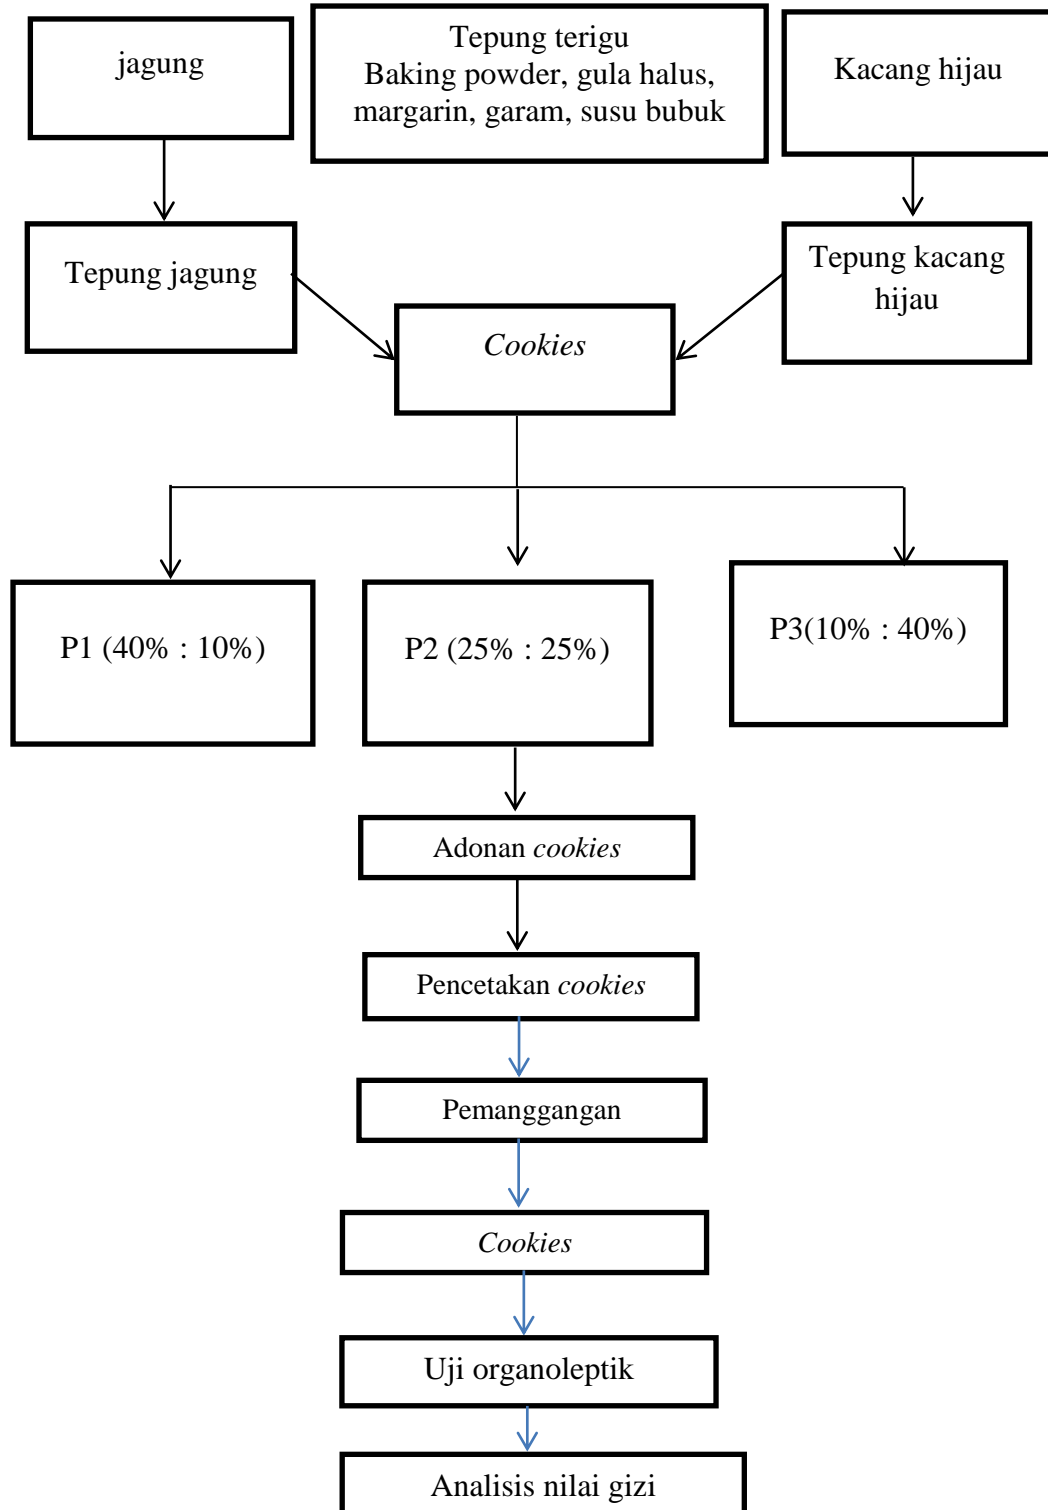 jagung
Tepung terigu
Baking powder, gula halus,
margarin, garam, susu bubuk
Kacang hijau
Tepung jagung
Tepung kacang
hijau
Cookies
P1 (40% : 10%)
P2 (25% : 25%)
P3(10% : 40%)
Adonan cookies
Pencetakan cookies
Pemanggangan
Cookies
Uji organoleptik
Analisis nilai gizi